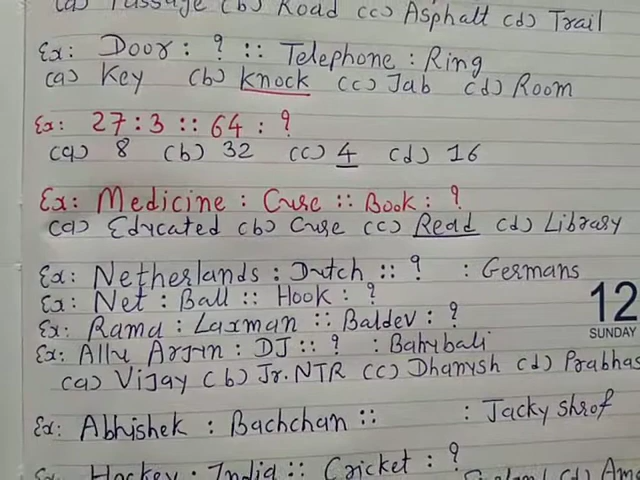 (a) Passage (b) Road (c) Asphalt (d) Trail
Ex: Door : ? :: Telephone : Ring
(a) Key (b) Knock (c) Jab (d) Room
Ex: 27 : 3 :: 64 : ?
(a) 8 (b) 32 (c) 4 (d) 16
Ex: Medicine : Cure :: Book : ?
(a) Educated (b) Cure (c) Read (d) Library
Ex: Netherlands : Dutch :: ? : Germans
Ex: Net : Ball :: Hook : ?
Ex: Rama : Laxman :: Baldev : ?
Ex: Allu Arjun : DJ :: ? : Bahubali
(a) Vijay (b) Jr. NTR (c) Dhanush (d) Prabhas
12
SUNDAY
Ex: Abhishek : Bachchan :: : Jacky Shrof
Ex: Hockey : India :: Cricket : ?
(d)